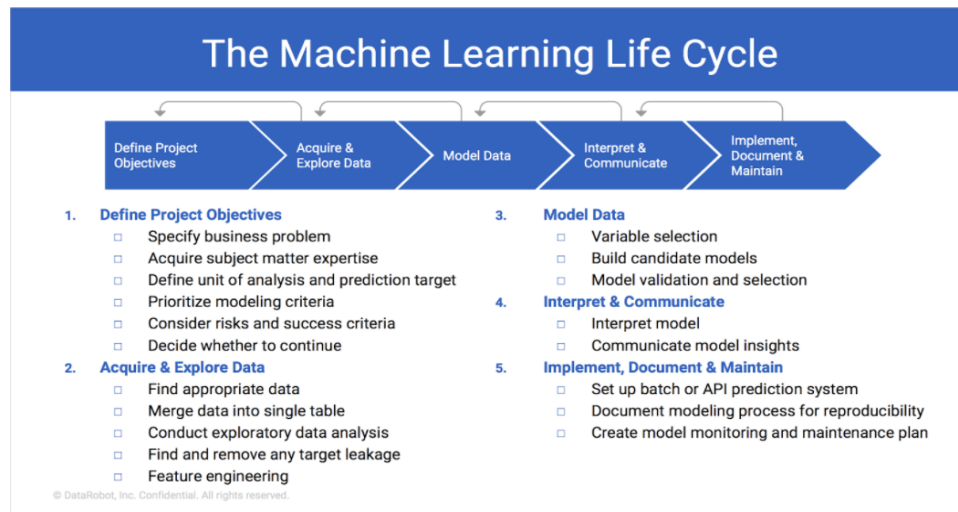 The Machine Learning Life Cycle
Define Project
Objectives
Acquire &
Explore Data
Model Data
Interpret &
Communicate
Implement,
Document &
Maintain
1. Define Project Objectives
Specify business problem
Acquire subject matter expertise
Define unit of analysis and prediction target
Prioritize modeling criteria
Consider risks and success criteria
Decide whether to continue
2. Acquire & Explore Data
Find appropriate data
Merge data into single table
Conduct exploratory data analysis
Find and remove any target leakage
Feature engineering
3. Model Data
Variable selection
Build candidate models
Model validation and selection
4. Interpret & Communicate
Interpret model
Communicate model insights
5. Implement, Document & Maintain
Set up batch or API prediction system
Document modeling process for reproducibility
Create model monitoring and maintenance plan
© DataRobot, Inc. Confidential. All rights reserved.